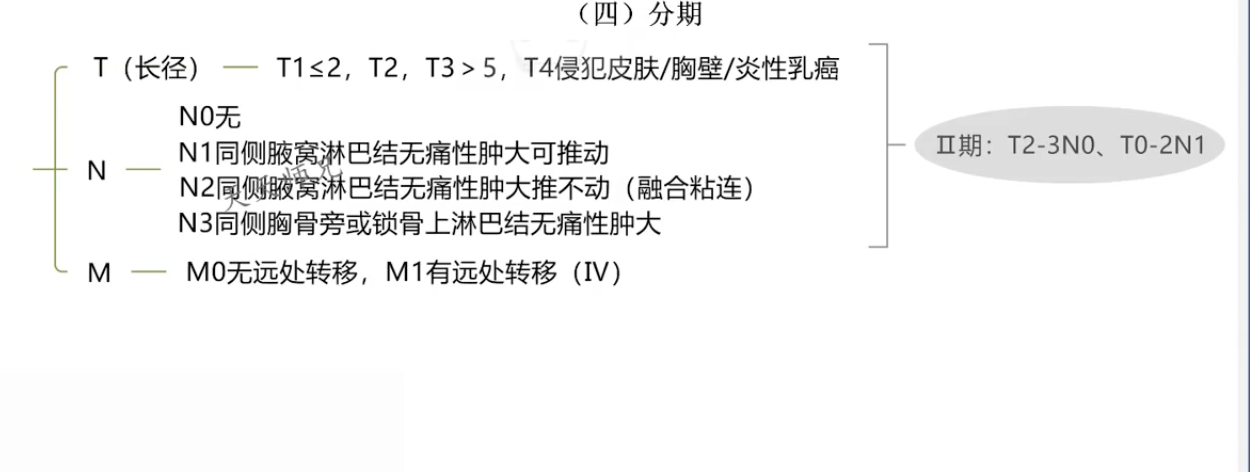 （四）分期
T（长径） T1≤2，T2，T3＞5，T4侵犯皮肤/胸壁/炎性乳癌
N0无
N1同侧腋窝淋巴结无痛性肿大可推动
N
N2同侧腋窝淋巴结无痛性肿大推不动（融合粘连）
N3同侧胸骨旁或锁骨上淋巴结无痛性肿大
M M0无远处转移，M1有远处转移（IV）
II期：T2-3N0、T0-2N1